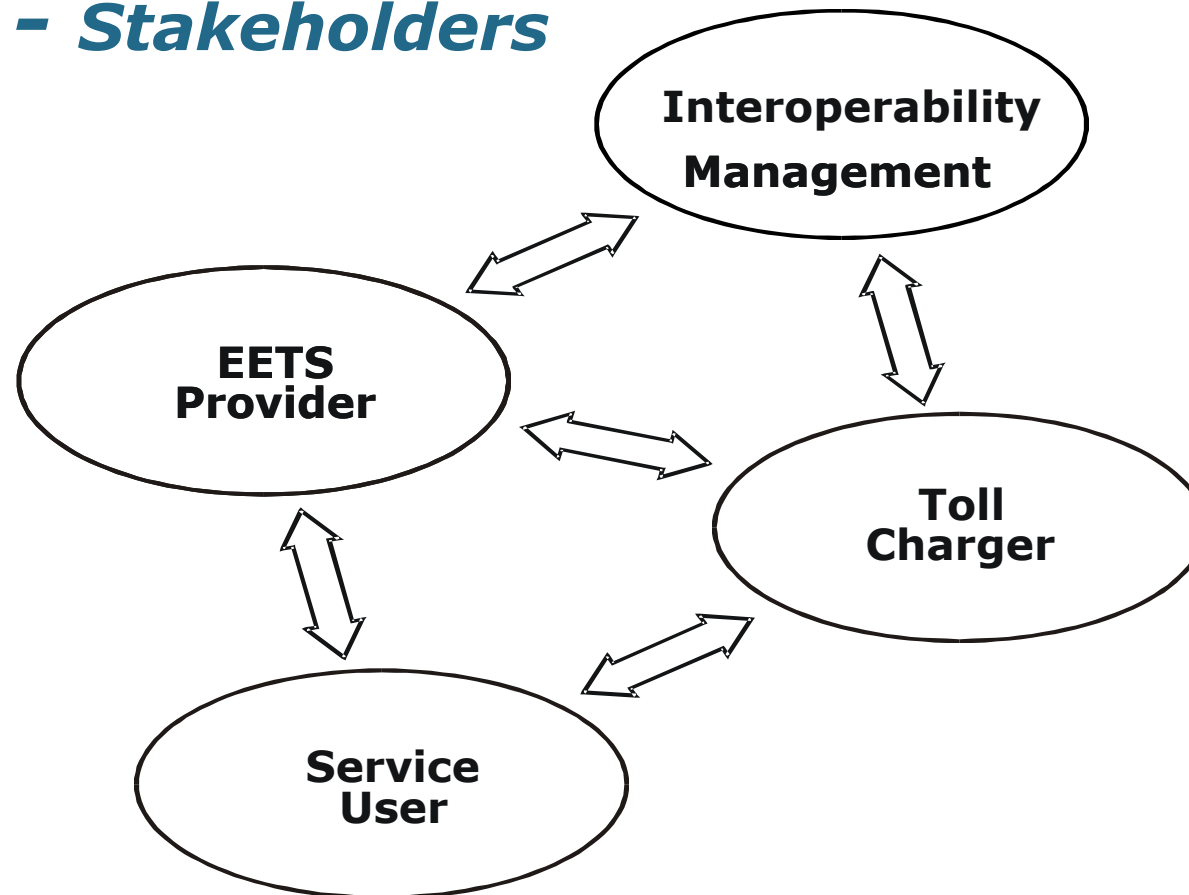 - Stakeholders
Interoperability
Management
EETS
Provider
Toll
Charger
Service
User